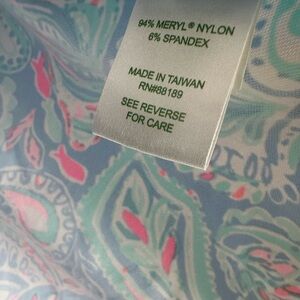 94% MERYL® NYLON
6% SPANDEX
MADE IN TAIWAN
RN#88189
SEE REVERSE
FOR CARE